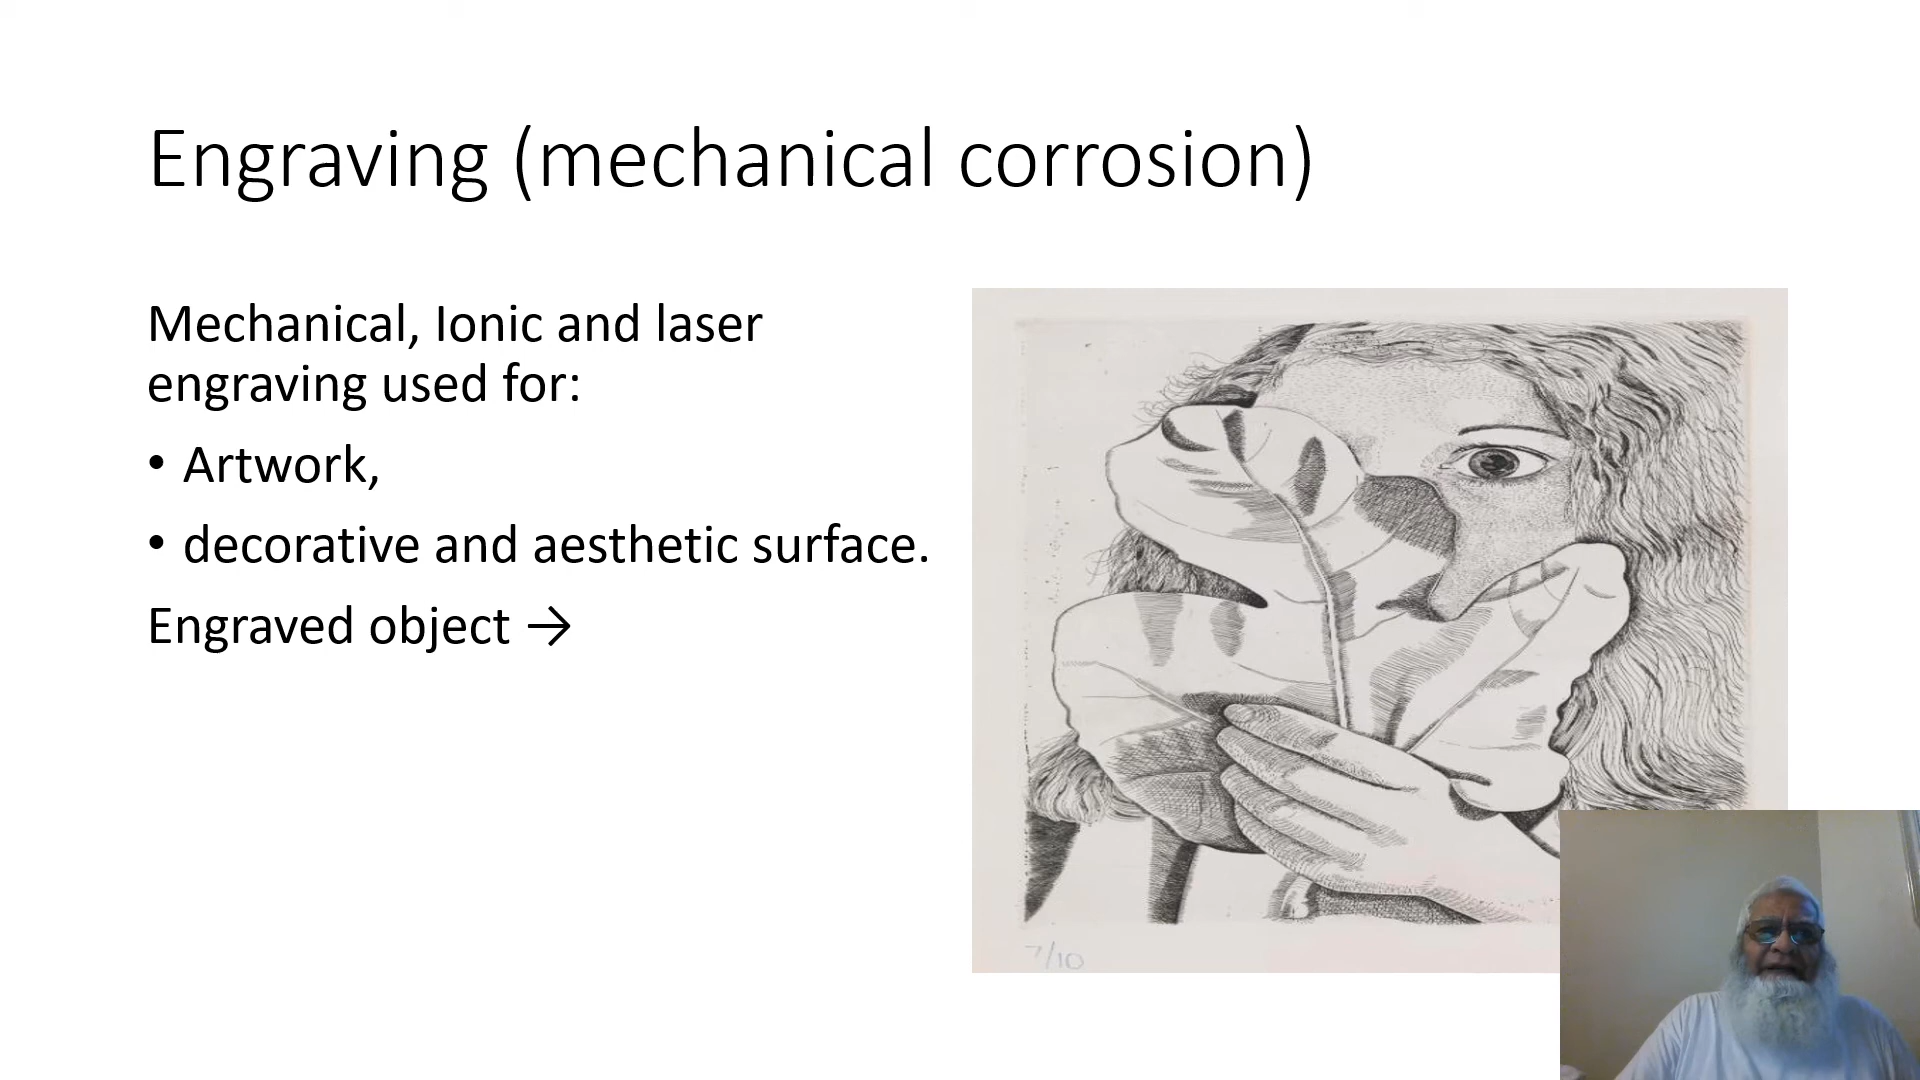 Engraving (mechanical corrosion)
Mechanical, Ionic and laser
engraving used for:
• Artwork,
• decorative and aesthetic surface.
Engraved object →
7/10